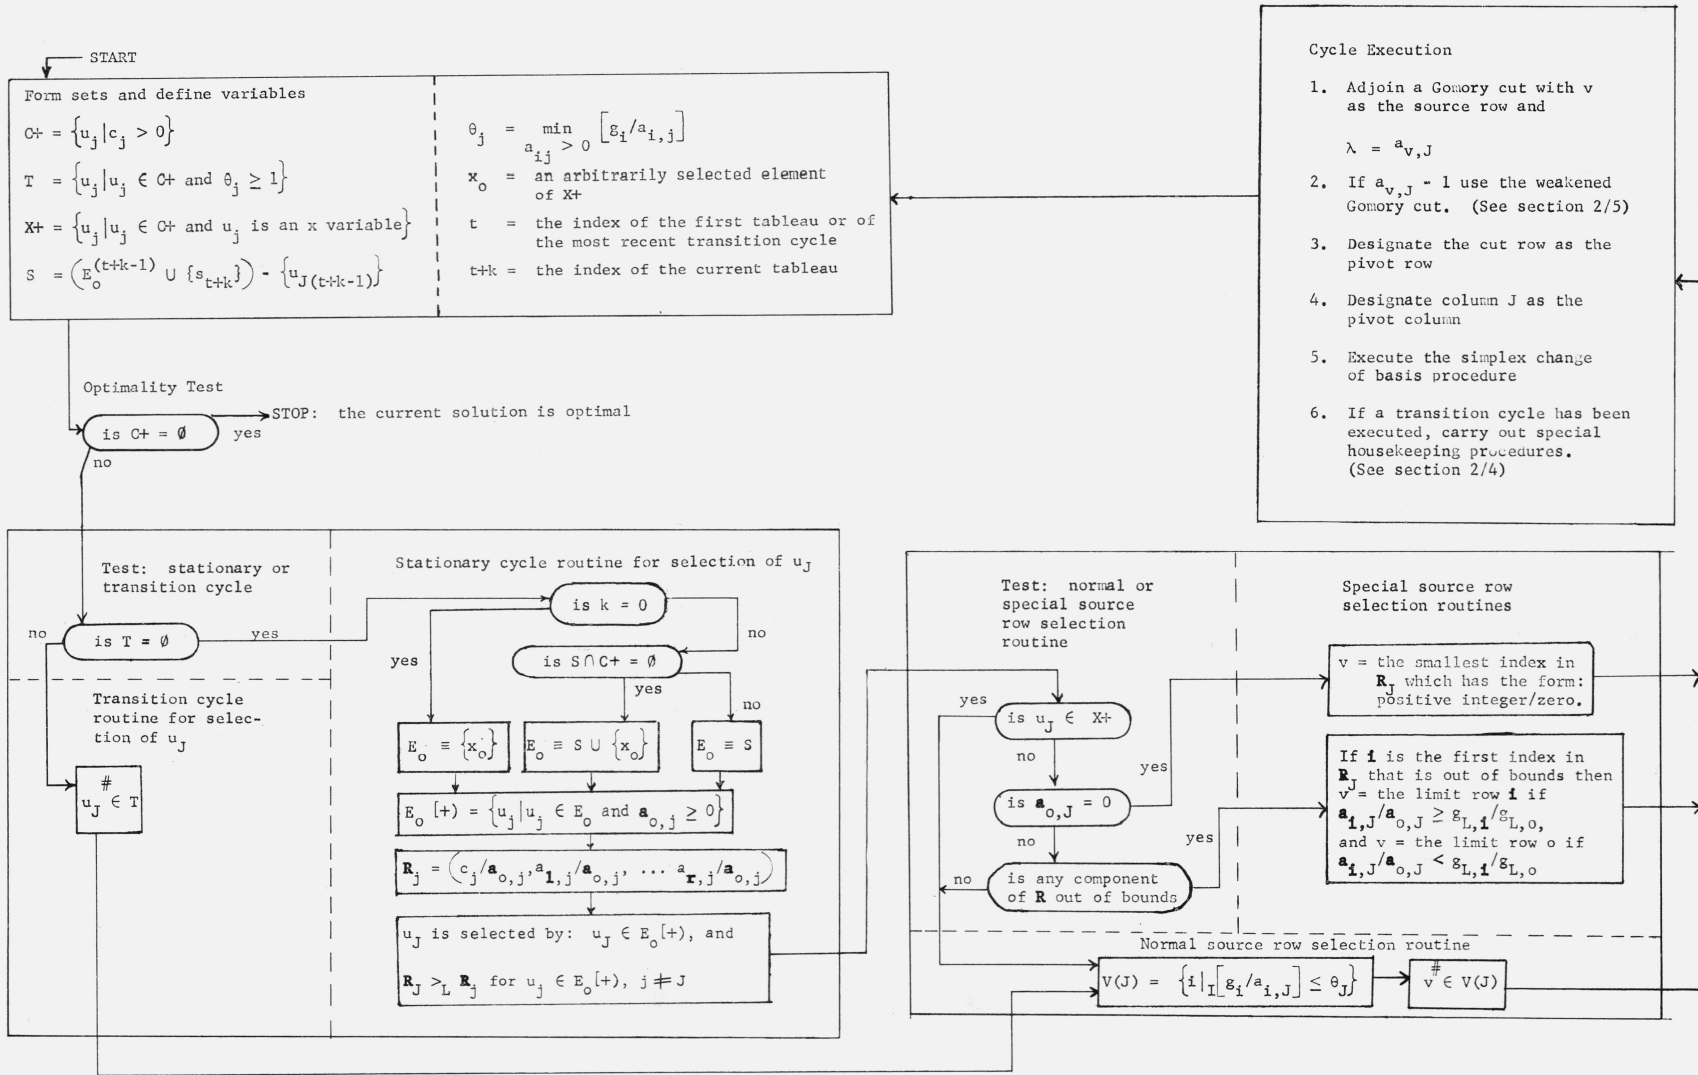 START
Form sets and define variables
C+ = {u_j|c_j > 0}
T = {u_j|u_j ∈ C+ and θ_j ≥ 1}
X+ = {u_j|u_j ∈ C+ and u_j is an x variable}
S = (E_o^(t+k-1) ∪ {s_t+k}) - {u_J(t+k-1)}
θ_j = min [g_i/a_i,j]
a_ij > 0
x_o = an arbitrarily selected element
of X+
t = the index of the first tableau or of
the most recent transition cycle
t+k = the index of the current tableau
Cycle Execution
1. Adjoin a Gomory cut with v
as the source row and
λ = a_v,J
2. If a_v,J - 1 use the weakened
Gomory cut. (See section 2/5)
3. Designate the cut row as the
pivot row
4. Designate column J as the
pivot column
5. Execute the simplex change
of basis procedure
6. If a transition cycle has been
executed, carry out special
housekeeping procedures.
(See section 2/4)
Optimality Test
is C+ = ∅
yes
STOP: the current solution is optimal
no
Test: stationary or
transition cycle
no
is T = ∅
yes
Transition cycle
routine for selec-
tion of u_J
#
u_J ∈ T
Stationary cycle routine for selection of u_J
is k = 0
no
yes
is S∩C+ = ∅
yes
no
E_o ≡ {x_o}
E_o ≡ S ∪ {x_o}
E_o ≡ S
E_o [+) = {u_j|u_j ∈ E_o and a_o,j ≥ 0}
R_j = (c_j/a_o,j,a_1,j/a_o,j, ... a_r,j/a_o,j)
u_J is selected by: u_J ∈ E_o[+), and
R_J >_L R_j for u_j ∈ E_o[+), j ≠ J
Test: normal or
special source
row selection
routine
yes
is u_J ∈ X+
no
yes
is a_o,J = 0
no
yes
no
is any component
of R out of bounds
Special source row
selection routines
v = the smallest index in
R_J which has the form:
positive integer/zero.
If i is the first index in
R_J that is out of bounds then
v = the limit row i if
a_i,J/a_o,J ≥ g_L,i/g_L,o,
and v = the limit row o if
a_i,J/a_o,J < g_L,i/g_L,o
Normal source row selection routine
V(J) = {i|_I[g_i/a_i,J] ≤ θ_J}
#
v ∈ V(J)